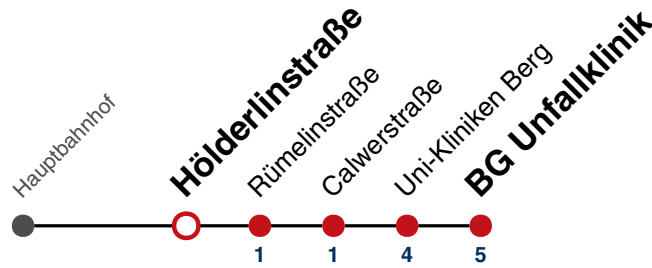 Hauptbahnhof
Hölderlinstraße
Rümelinstraße
Calwerstraße
Uni-Kliniken Berg
BG Unfallklinik
1 1 4 5